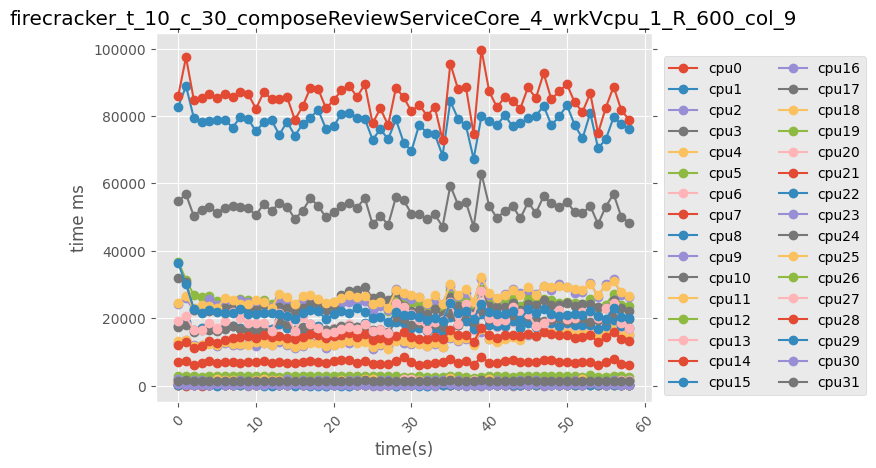 firecracker_t_10_c_30_composeReviewServiceCore_4_wrkVcpu_1_R_600_col_9
100000
80000
60000
40000
20000
0
time ms
0
10
20
30
40
50
60
time(s)
cpu0
cpu1
cpu2
cpu3
cpu4
cpu5
cpu6
cpu7
cpu8
cpu9
cpu10
cpu11
cpu12
cpu13
cpu14
cpu15
cpu16
cpu17
cpu18
cpu19
cpu20
cpu21
cpu22
cpu23
cpu24
cpu25
cpu26
cpu27
cpu28
cpu29
cpu30
cpu31